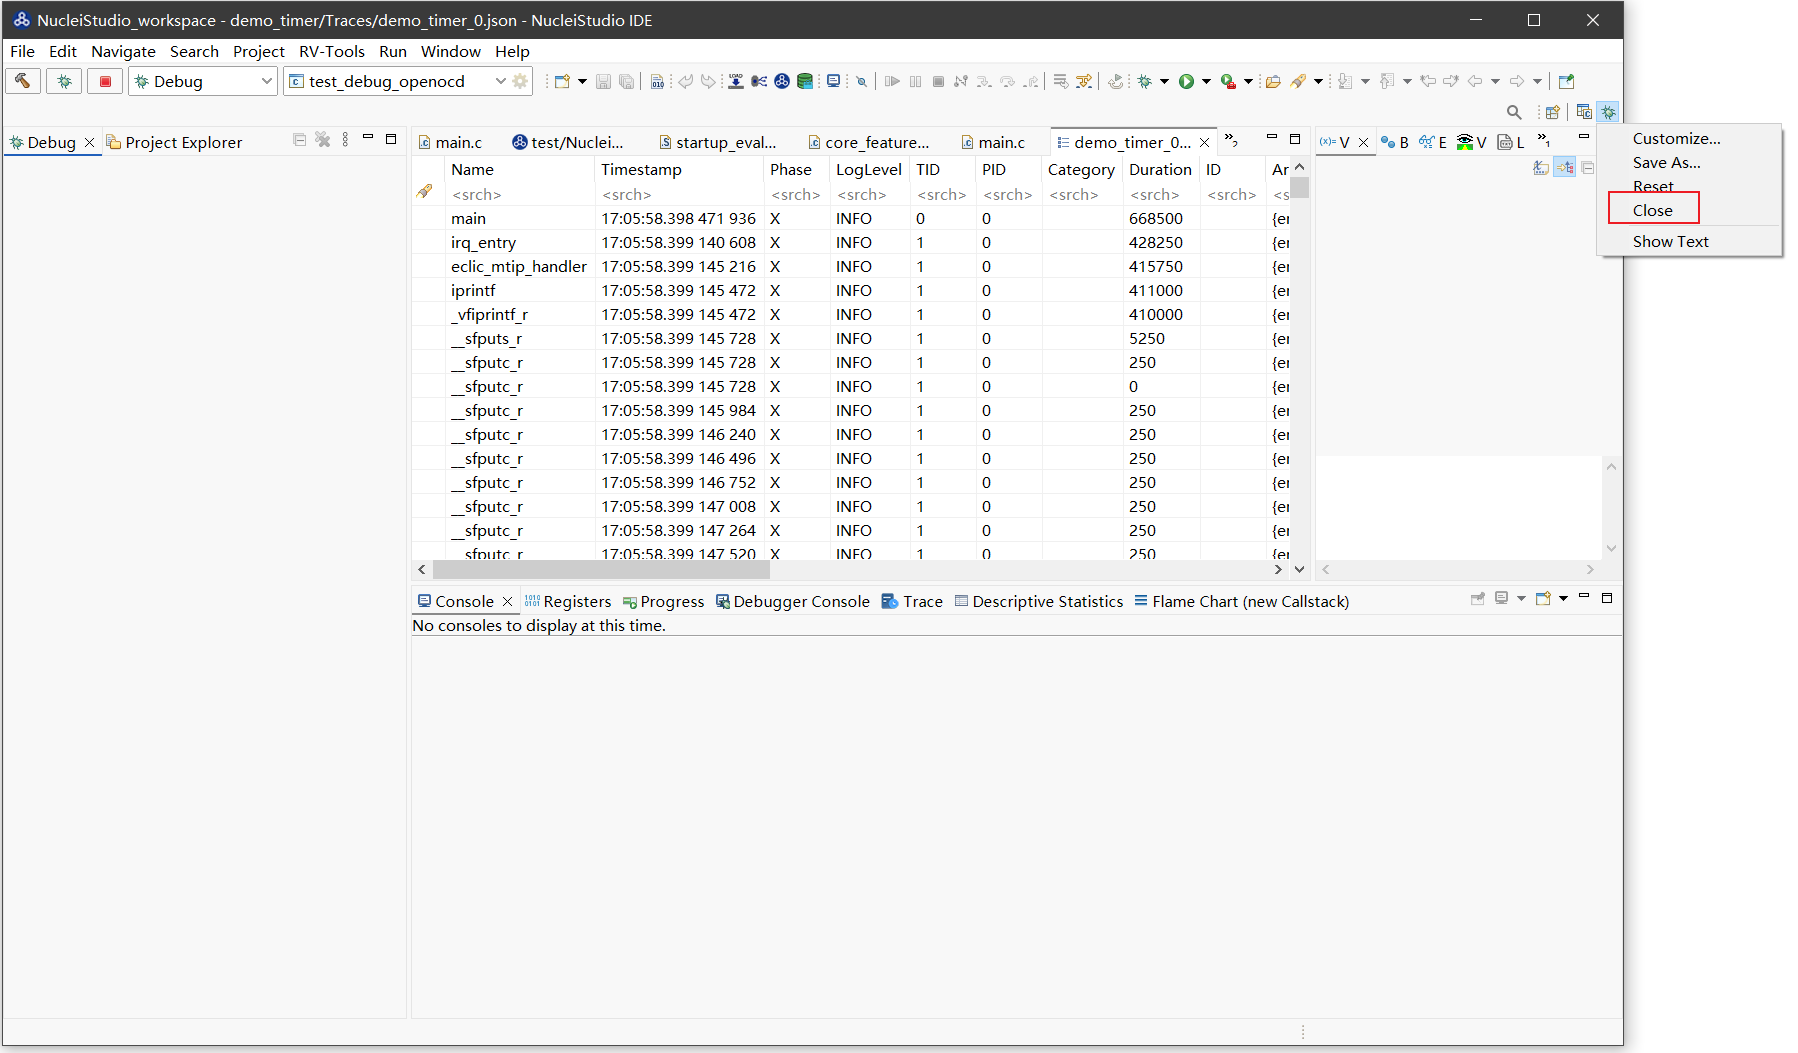 NucleiStudio_workspace - demo_timer/Traces/demo_timer_0.json - NucleiStudio IDE
File Edit Navigate Search Project RV-Tools Run Window Help
Debug test_debug_openocd
Debug Project Explorer
main.c test/Nuclei... startup_eval... core_feature... main.c demo_timer_0... »2
V B E V L »1
Customize...
Save As...
Reset
Close
Show Text
Name Timestamp Phase LogLevel TID PID Category Duration ID Ar
<srch> <srch> <srch> <srch> <srch> <srch> <srch> <srch> <srch> <s
main 17:05:58.398 471 936 X INFO 0 0 668500 {er
irq_entry 17:05:58.399 140 608 X INFO 1 0 428250 {er
eclic_mtip_handler 17:05:58.399 145 216 X INFO 1 0 415750 {er
iprintf 17:05:58.399 145 472 X INFO 1 0 411000 {er
_vfiprintf_r 17:05:58.399 145 472 X INFO 1 0 410000 {er
__sfputs_r 17:05:58.399 145 728 X INFO 1 0 5250 {er
__sfputc_r 17:05:58.399 145 728 X INFO 1 0 250 {er
__sfputc_r 17:05:58.399 145 728 X INFO 1 0 0 {er
__sfputc_r 17:05:58.399 145 984 X INFO 1 0 250 {er
__sfputc_r 17:05:58.399 146 240 X INFO 1 0 250 {er
__sfputc_r 17:05:58.399 146 496 X INFO 1 0 250 {er
__sfputc_r 17:05:58.399 146 752 X INFO 1 0 250 {er
__sfputc_r 17:05:58.399 147 008 X INFO 1 0 250 {er
__sfputc_r 17:05:58.399 147 264 X INFO 1 0 250 {er
__sfputc_r 17:05:58.399 147 520 X INFO 1 0 250 {er
Console Registers Progress Debugger Console Trace Descriptive Statistics Flame Chart (new Callstack)
No consoles to display at this time.